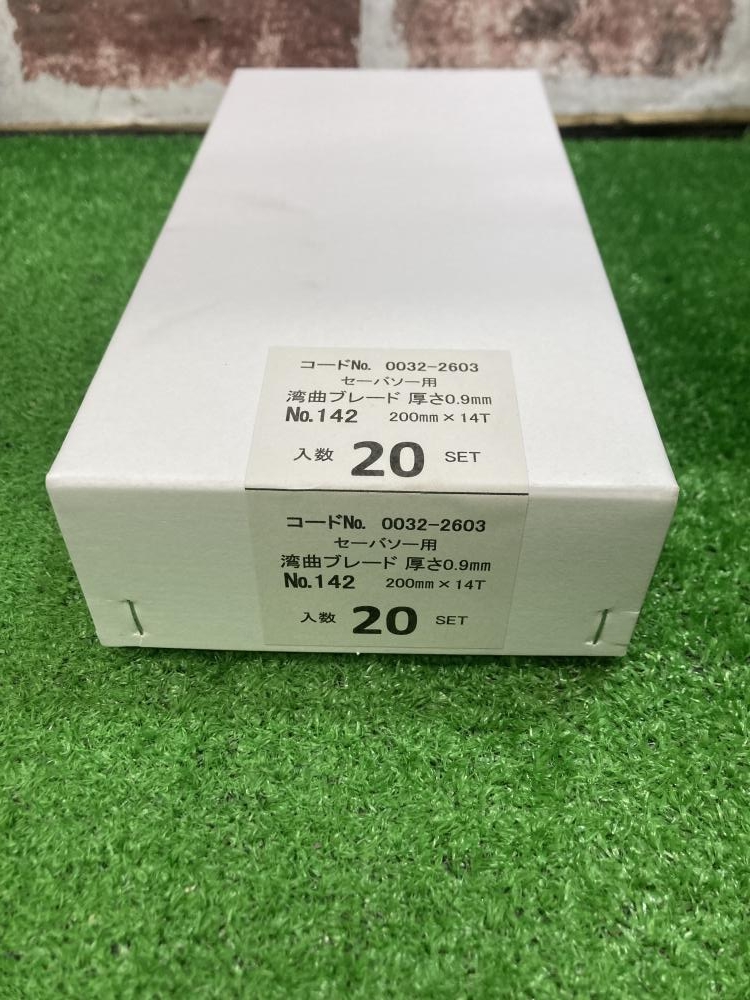 コードNo. 0032-2603
セーバソー用
湾曲ブレード 厚さ0.9mm
No.142 200mm×14T
入数 20 SET
コードNo. 0032-2603
セーバソー用
湾曲ブレード 厚さ0.9mm
No.142 200mm×14T
入数 20 SET